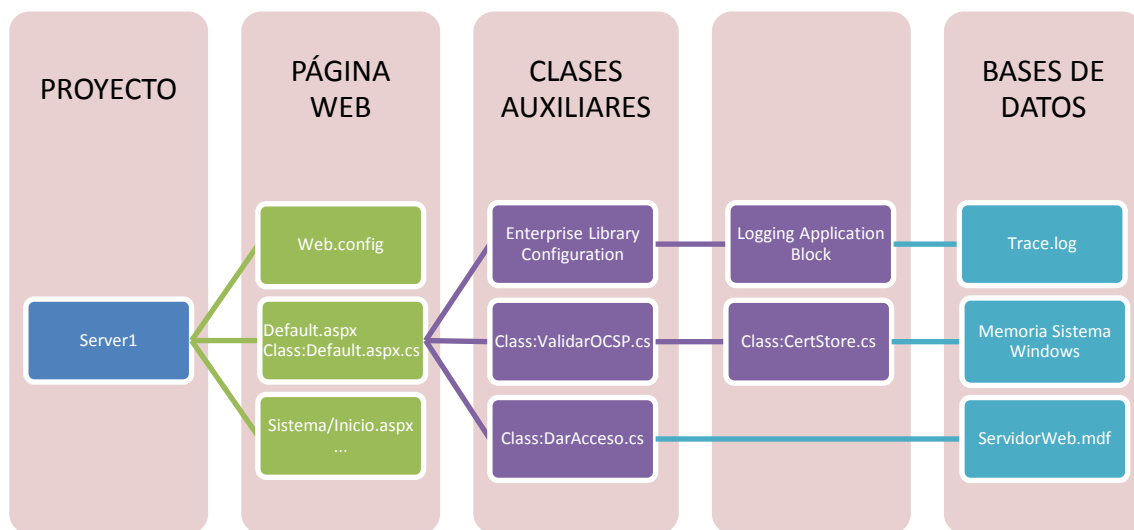 PROYECTO
PÁGINA
WEB
CLASES
AUXILIARES
BASES DE
DATOS
Server1
Web.config
Default.aspx
Class:Default.aspx.cs
Sistema/Inicio.aspx
...
Enterprise Library
Configuration
Class:ValidarOCSP.cs
Class:DarAcceso.cs
Logging Application
Block
Class:CertStore.cs
Trace.log
Memoria Sistema
Windows
ServidorWeb.mdf